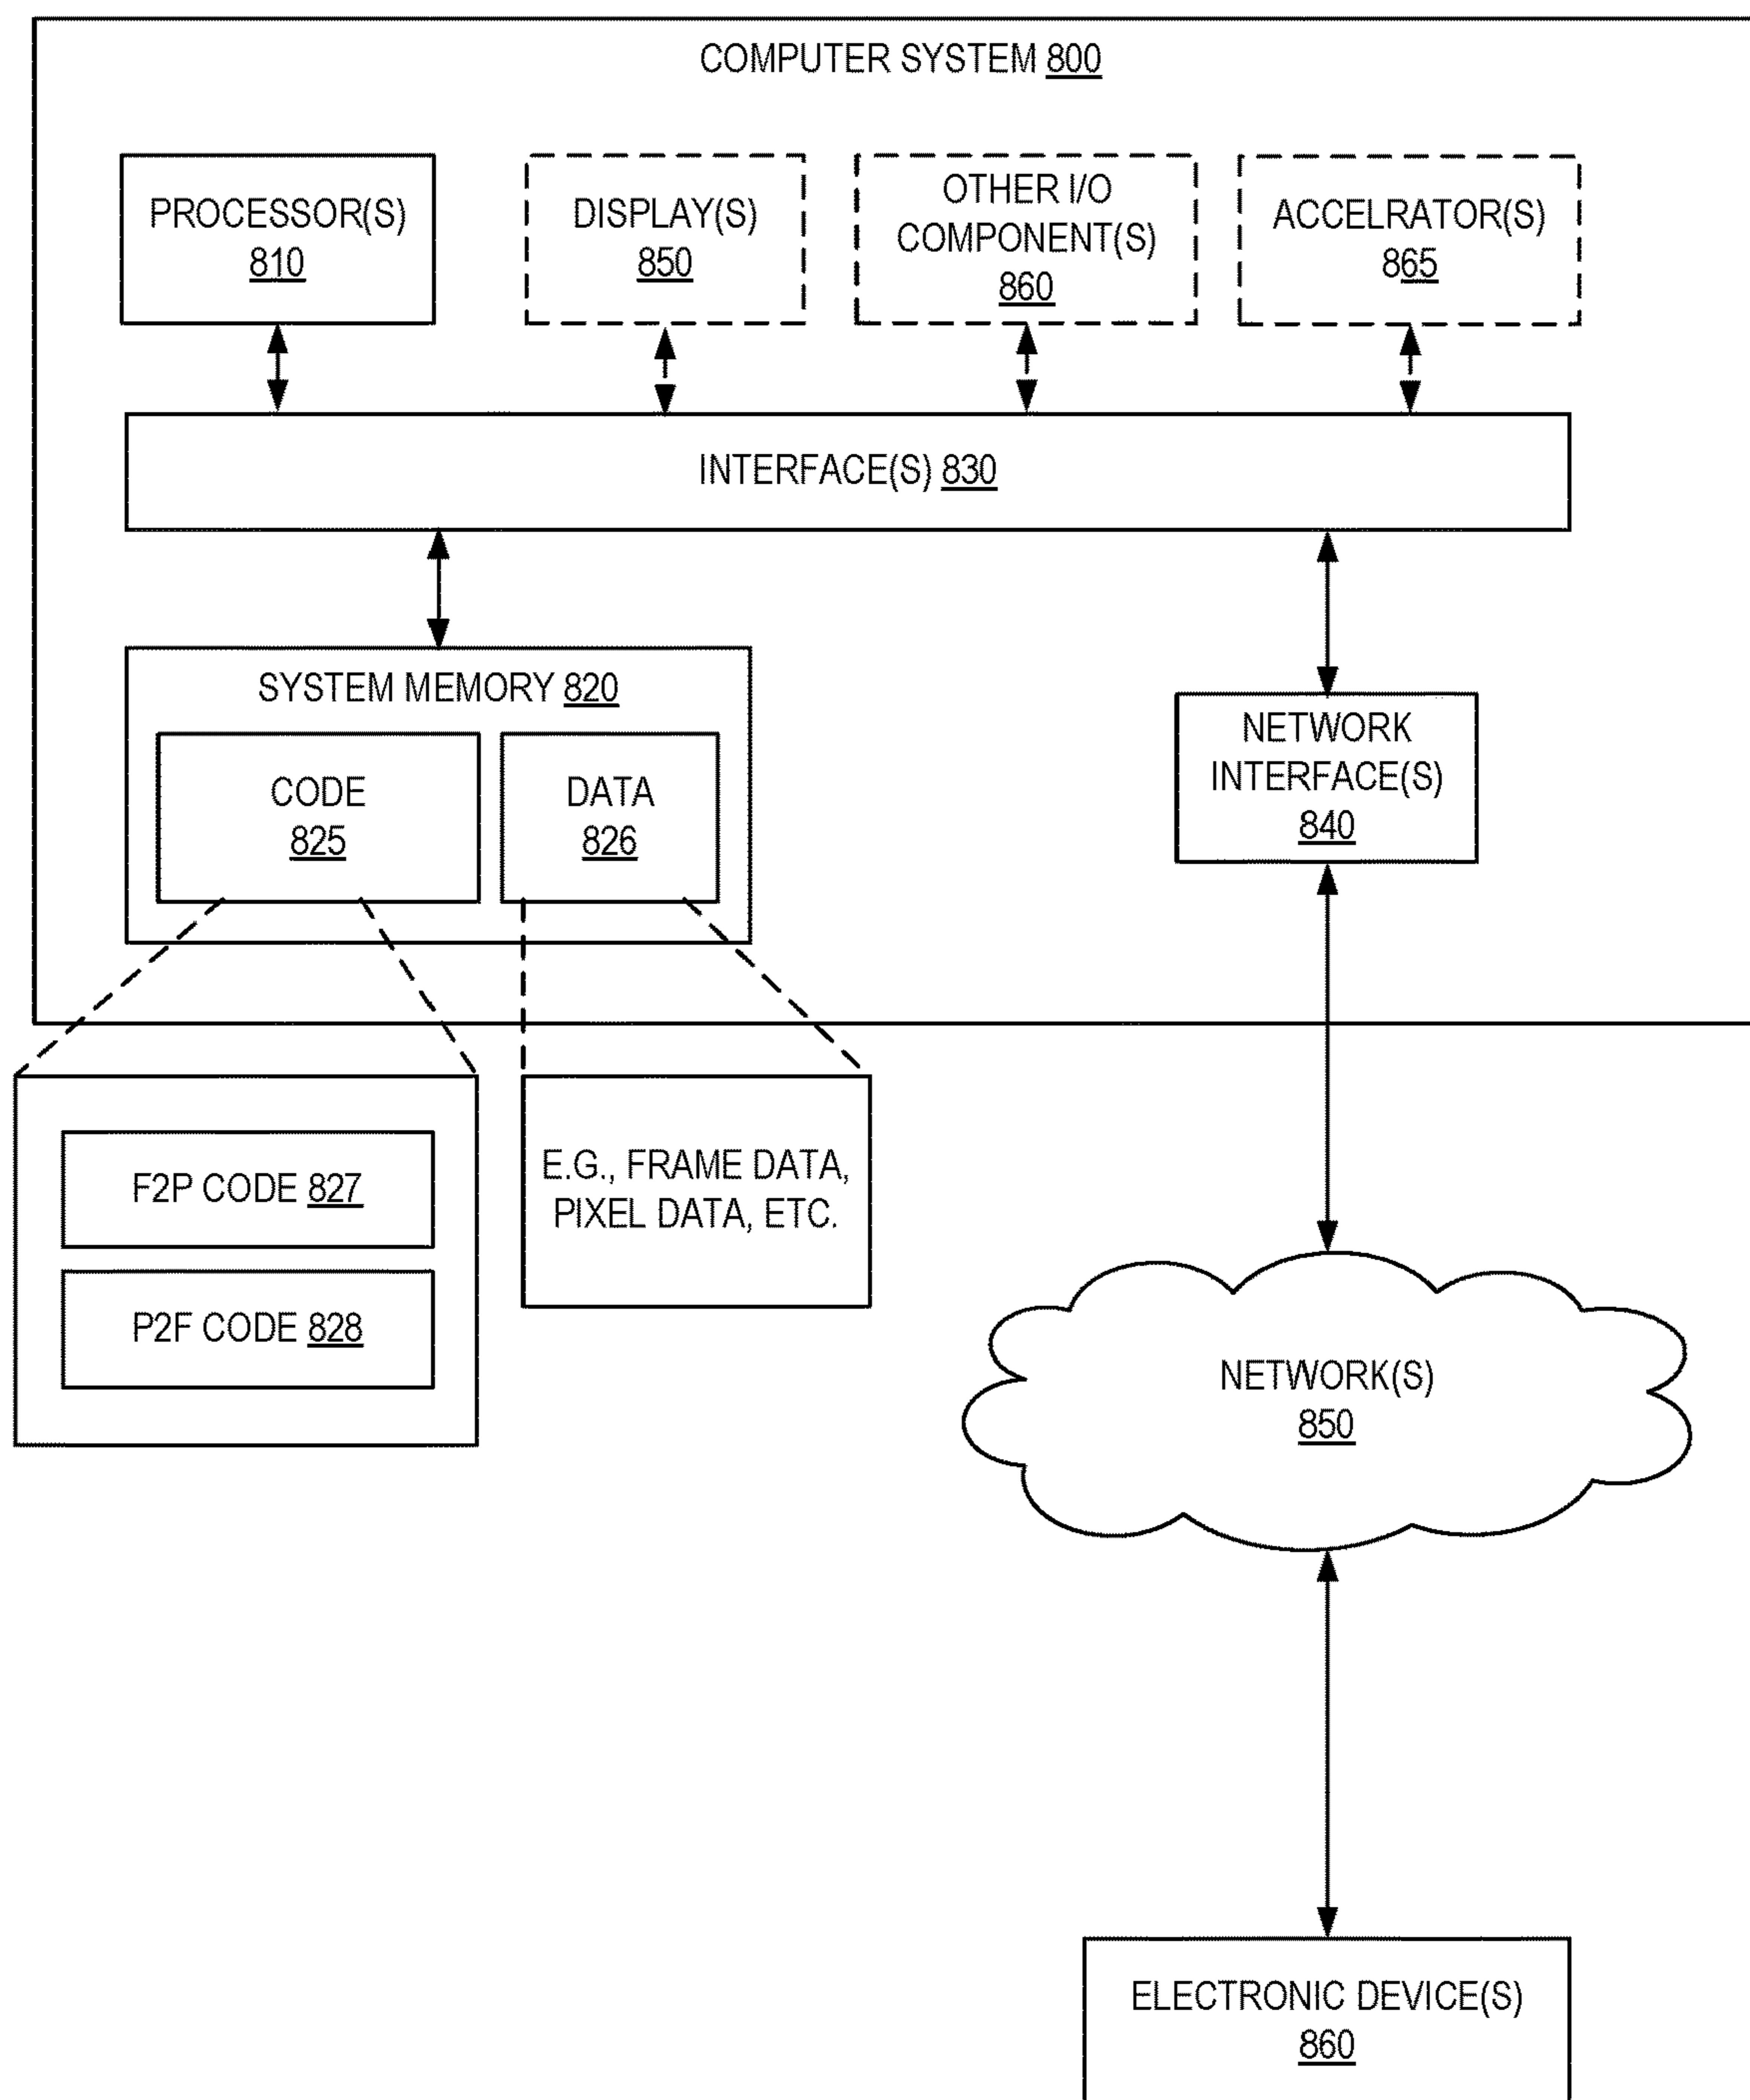 COMPUTER SYSTEM 800
PROCESSOR(S)
810
DISPLAY(S)
850
OTHER I/O
COMPONENT(S)
860
ACCELRATOR(S)
865
INTERFACE(S) 830
SYSTEM MEMORY 820
CODE
825
DATA
826
NETWORK
INTERFACE(S)
840
F2P CODE 827
P2F CODE 828
E.G., FRAME DATA,
PIXEL DATA, ETC.
NETWORK(S)
850
ELECTRONIC DEVICE(S)
860